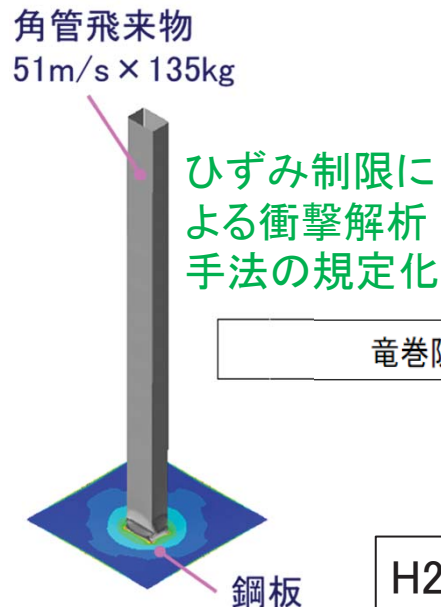 角管飛来物
51m/s×135kg
ひずみ制限に
よる衝撃解析
手法の規定化
竜巻
鋼板
H2